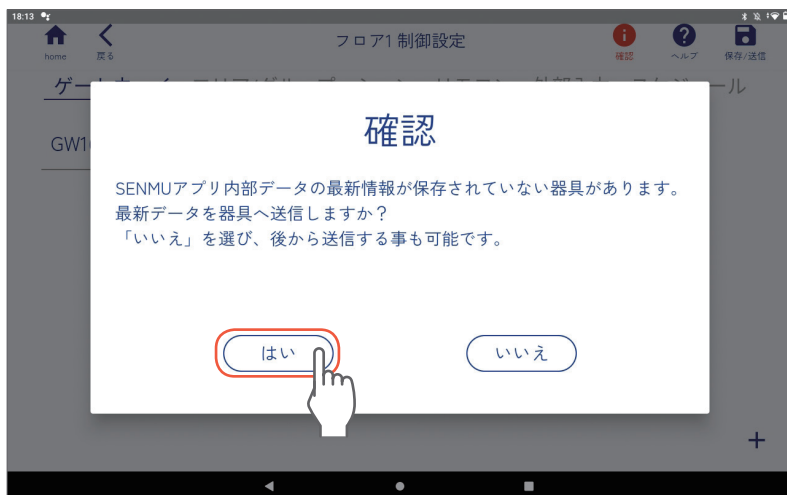 18:13
フロア1 制御設定
home
戻る
確認
ヘルプ
保存/送信
GW1
確認
SENMUアプリ内部データの最新情報が保存されていない器具があります。
最新データを器具へ送信しますか？
「いいえ」を選び、後から送信する事も可能です。
はい
いいえ
+